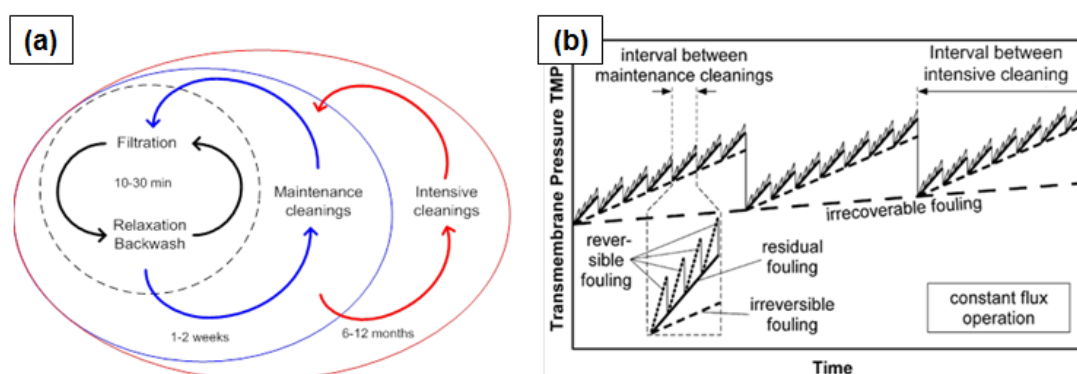 (a)
Filtration
10-30 min
Relaxation
Backwash
Maintenance
cleanings
Intensive
cleanings
1-2 weeks
6-12 months
(b)
Transmembrane Pressure TMP
interval between
maintenance cleanings
Interval between
intensive cleaning
irrecoverable fouling
rever-
sible
fouling
residual
fouling
irreversible
fouling
constant flux
operation
Time